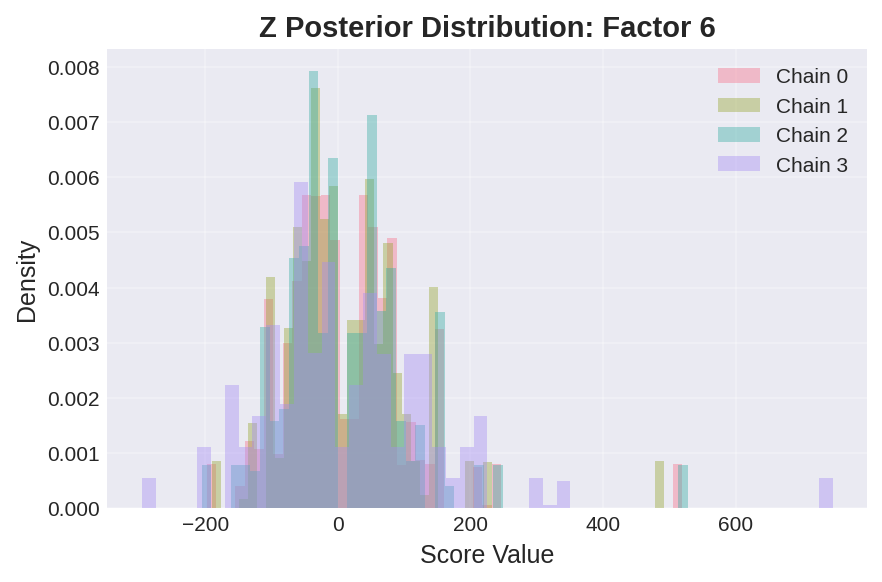 Z Posterior Distribution: Factor 6
Chain 0
Chain 1
Chain 2
Chain 3
0.008
0.007
0.006
0.005
0.004
0.003
0.002
0.001
0.000
Density
−200 0 200 400 600
Score Value